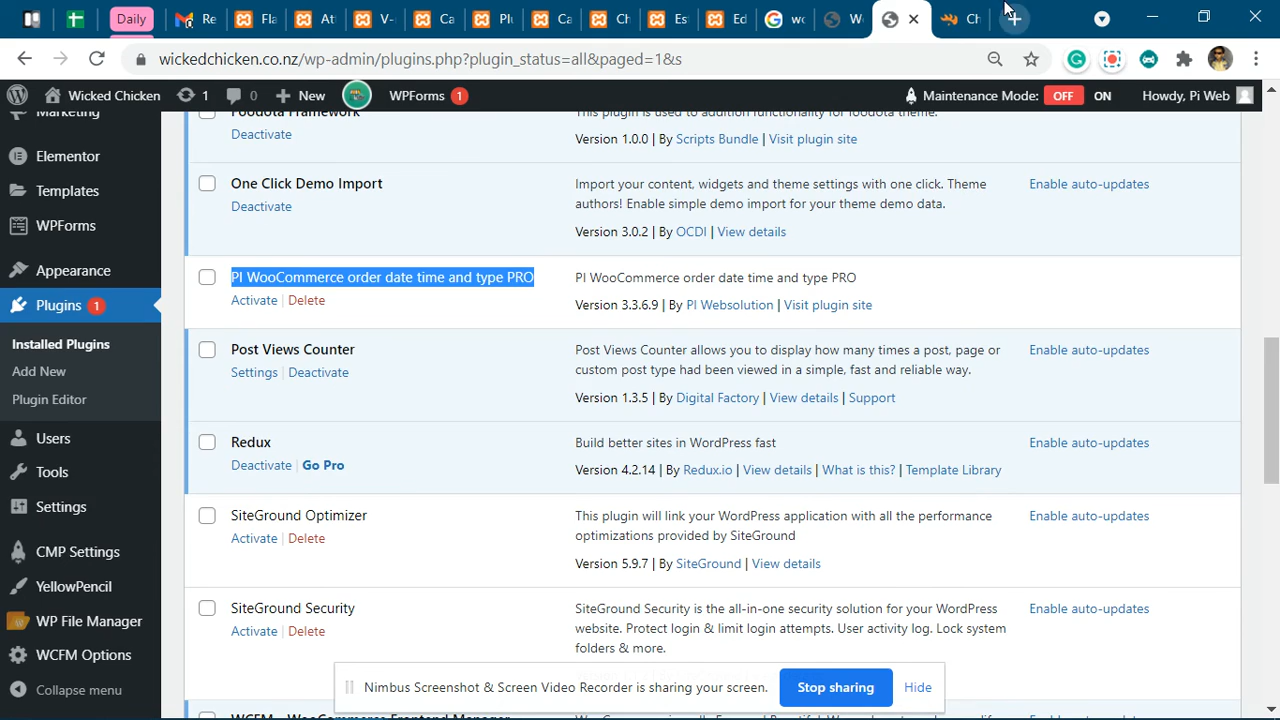 Daily
Re
Fla
At
V-
Ca
Plu
Ca
Ch
Es
Ed
wo
W
Ch
wickedchicken.co.nz/wp-admin/plugins.php?plugin_status=all&paged=1&s
Wicked Chicken
1
0
New
WPForms 1
Maintenance Mode: OFF ON
Howdy, Pi Web
Marketing
Elementor
Templates
WPForms
Appearance
Plugins 1
Installed Plugins
Add New
Plugin Editor
Users
Tools
Settings
CMP Settings
YellowPencil
WP File Manager
WCFM Options
Collapse menu
Foodota Framework
Deactivate
This plugin is used to addition functionality for foodota theme.
Version 1.0.0 | By Scripts Bundle | Visit plugin site
One Click Demo Import
Deactivate
Import your content, widgets and theme settings with one click. Theme
authors! Enable simple demo import for your theme demo data.
Version 3.0.2 | By OCDI | View details
Enable auto-updates
PI WooCommerce order date time and type PRO
Activate | Delete
PI WooCommerce order date time and type PRO
Version 3.3.6.9 | By PI Websolution | Visit plugin site
Post Views Counter
Settings | Deactivate
Post Views Counter allows you to display how many times a post, page or
custom post type had been viewed in a simple, fast and reliable way.
Version 1.3.5 | By Digital Factory | View details | Support
Enable auto-updates
Redux
Deactivate | Go Pro
Build better sites in WordPress fast
Version 4.2.14 | By Redux.io | View details | What is this? | Template Library
Enable auto-updates
SiteGround Optimizer
Activate | Delete
This plugin will link your WordPress application with all the performance
optimizations provided by SiteGround
Version 5.9.7 | By SiteGround | View details
Enable auto-updates
SiteGround Security
Activate | Delete
SiteGround Security is the all-in-one security solution for your WordPress
website. Protect login & limit login attempts. User activity log. Lock system
folders & more.
Enable auto-updates
Nimbus Screenshot & Screen Video Recorder is sharing your screen.
Stop sharing
Hide
WCFM - WooCommerce Frontend Manager